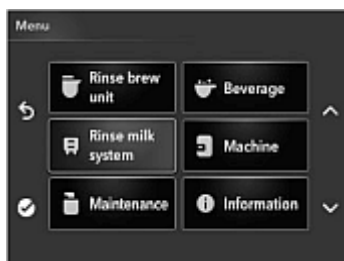 Menu
Rinse brew
unit
Beverage
Rinse milk
system
Machine
Maintenance
Information